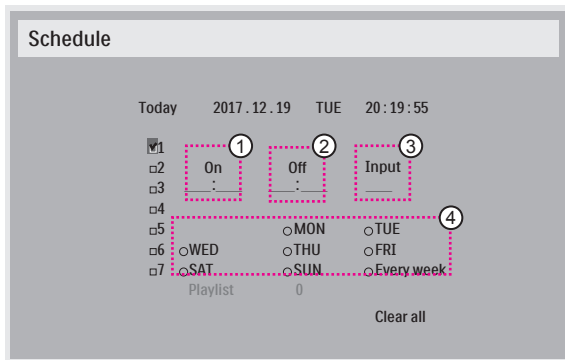 Schedule
Today 2017 . 12 . 19 TUE 20 : 19 : 55
1 1 2 3
2 On Off Input
3 __:__ __:__ ___
4 4
5 MON TUE
6 WED THU FRI
7 SAT SUN Every week
Playlist 0
Clear all